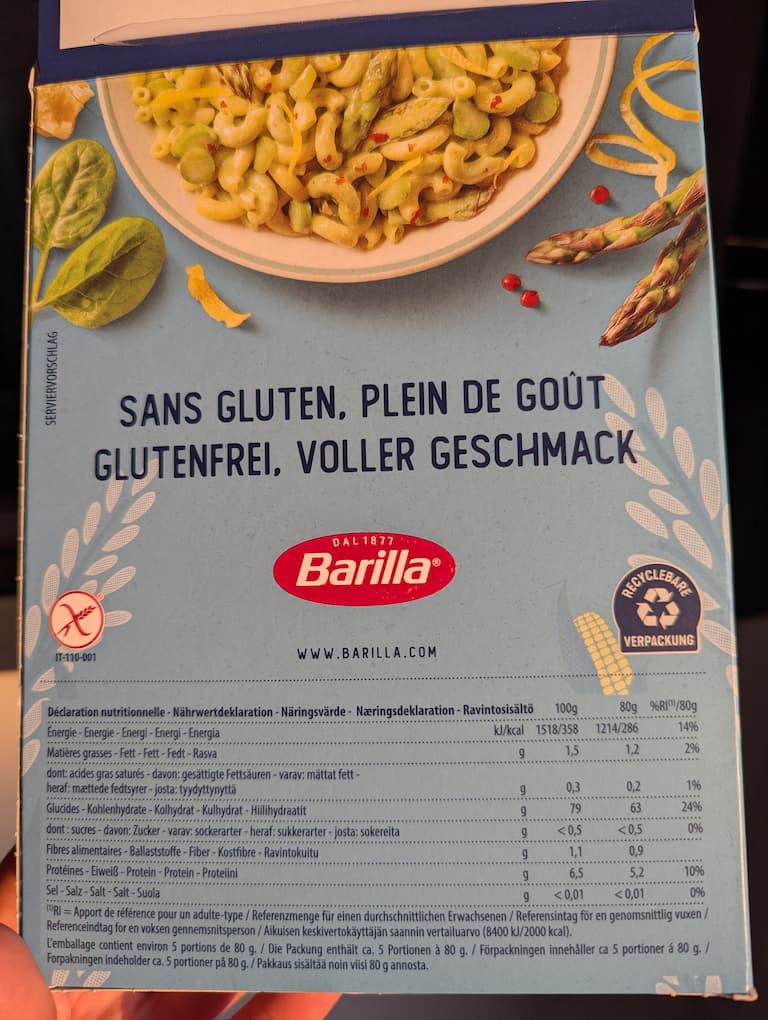 SERVIERVORSCHLAG
SANS GLUTEN, PLEIN DE GOÛT
GLUTENFREI, VOLLER GESCHMACK
DAL 1877
Barilla®
IT-110-001
WWW.BARILLA.COM
RECYCLEBARE
VERPACKUNG
Déclaration nutritionnelle - Nährwertdeklaration - Näringsvärde - Næringsdeklaration - Ravintosisältö 100g 80g %RI⁽¹⁾/80g
Énergie - Energie - Energi - Energi - Energia kJ/kcal 1518/358 1214/286 14%
Matières grasses - Fett - Fett - Fedt - Rasva g 1,5 1,2 2%
dont: acides gras saturés - davon: gesättigte Fettsäuren - varav: mättat fett -
heraf: mættede fedtsyrer - josta: tyydyttynyttä g 0,3 0,2 1%
Glucides - Kohlenhydrate - Kolhydrat - Kulhydrat - Hiilihydraatit g 79 63 24%
dont : sucres - davon: Zucker - varav: sockerarter - heraf: sukkerarter - josta: sokereita g < 0,5 < 0,5 0%
Fibres alimentaires - Ballaststoffe - Fiber - Kostfibre - Ravintokuitu g 1,1 0,9
Protéines - Eiweiß - Protein - Protein - Proteiini g 6,5 5,2 10%
Sel - Salz - Salt - Salt - Suola g < 0,01 < 0,01 0%
⁽¹⁾RI = Apport de référence pour un adulte-type / Referenzmenge für einen durchschnittlichen Erwachsenen / Referensintag för en genomsnittlig vuxen /
Referenceindtag for en voksen gennemsnitsperson / Aikuisen keskivertokäyttäjän saannin vertailuarvo (8400 kJ/2000 kcal).
L'emballage contient environ 5 portions de 80 g. / Die Packung enthält ca. 5 Portionen à 80 g. / Förpackningen innehåller ca 5 portioner á 80 g. /
Forpakningen indeholder ca. 5 portioner på 80 g. / Pakkaus sisältää noin viisi 80 g annosta.